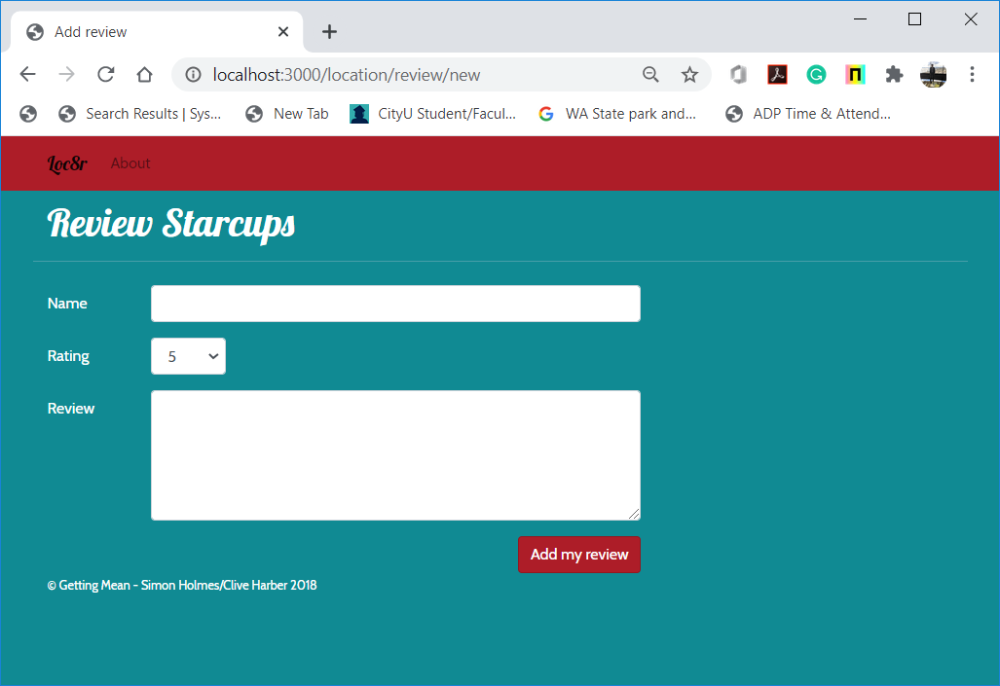 Add review
localhost:3000/location/review/new
Search Results | Sys... New Tab CityU Student/Facul... WA State park and... ADP Time & Attend...
Loc8r About
Review Starcups
Name
Rating 5
Review
Add my review
© Getting Mean - Simon Holmes/Clive Harber 2018